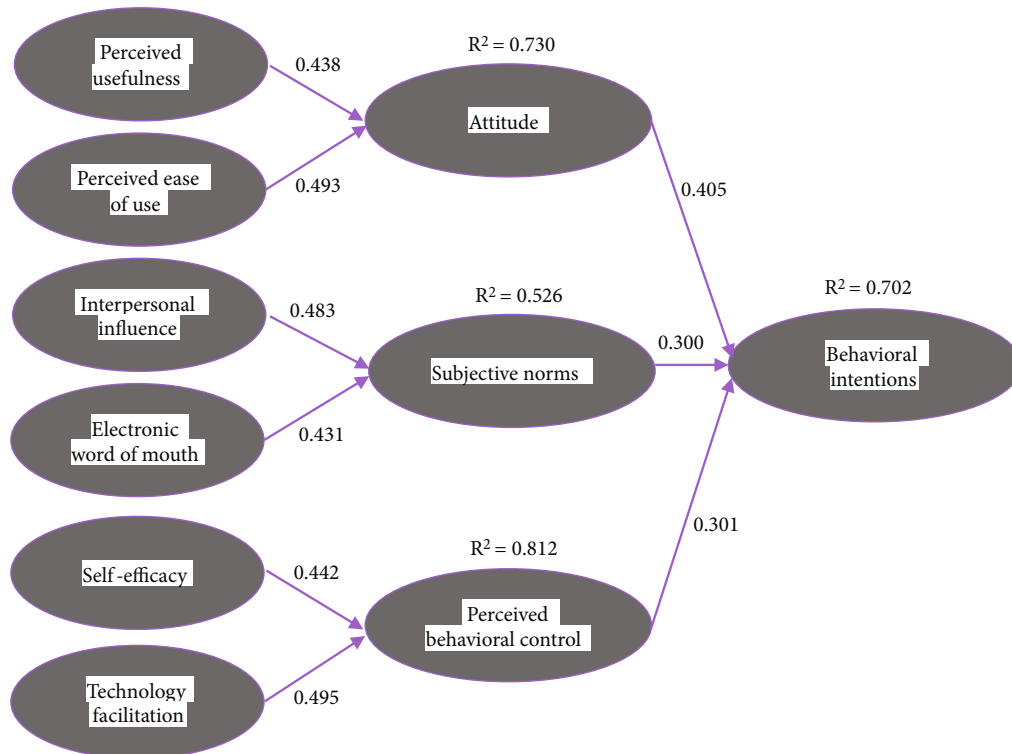 Perceived
usefulness
0.438
R² = 0.730
Attitude
Perceived ease
of use
0.493
0.405
Interpersonal
influence
0.483
R² = 0.526
Subjective norms
0.300
R² = 0.702
Behavioral
intentions
Electronic
word of mouth
0.431
Self-efficacy
0.442
R² = 0.812
Perceived
behavioral control
0.301
Technology
facilitation
0.495